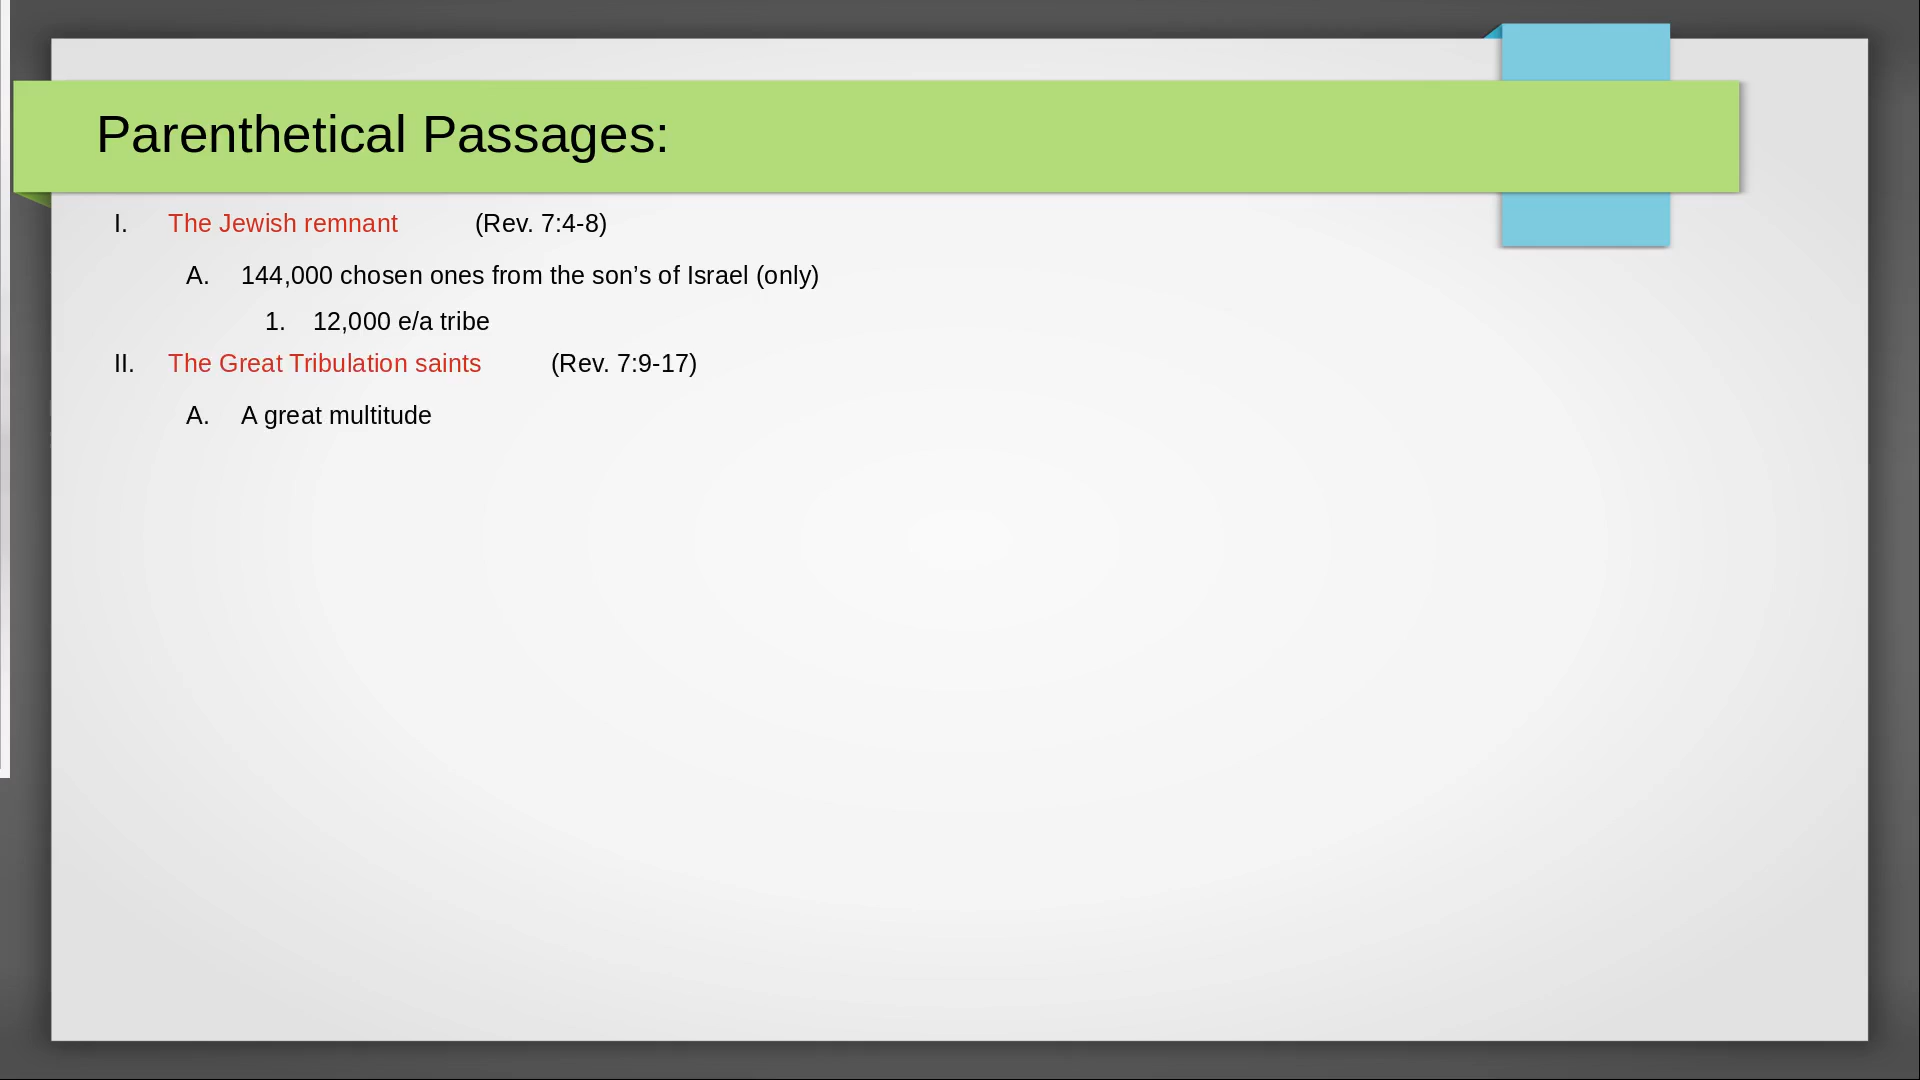 Parenthetical Passages:
I. The Jewish remnant (Rev. 7:4-8)
A. 144,000 chosen ones from the son’s of Israel (only)
1. 12,000 e/a tribe
II. The Great Tribulation saints (Rev. 7:9-17)
A. A great multitude